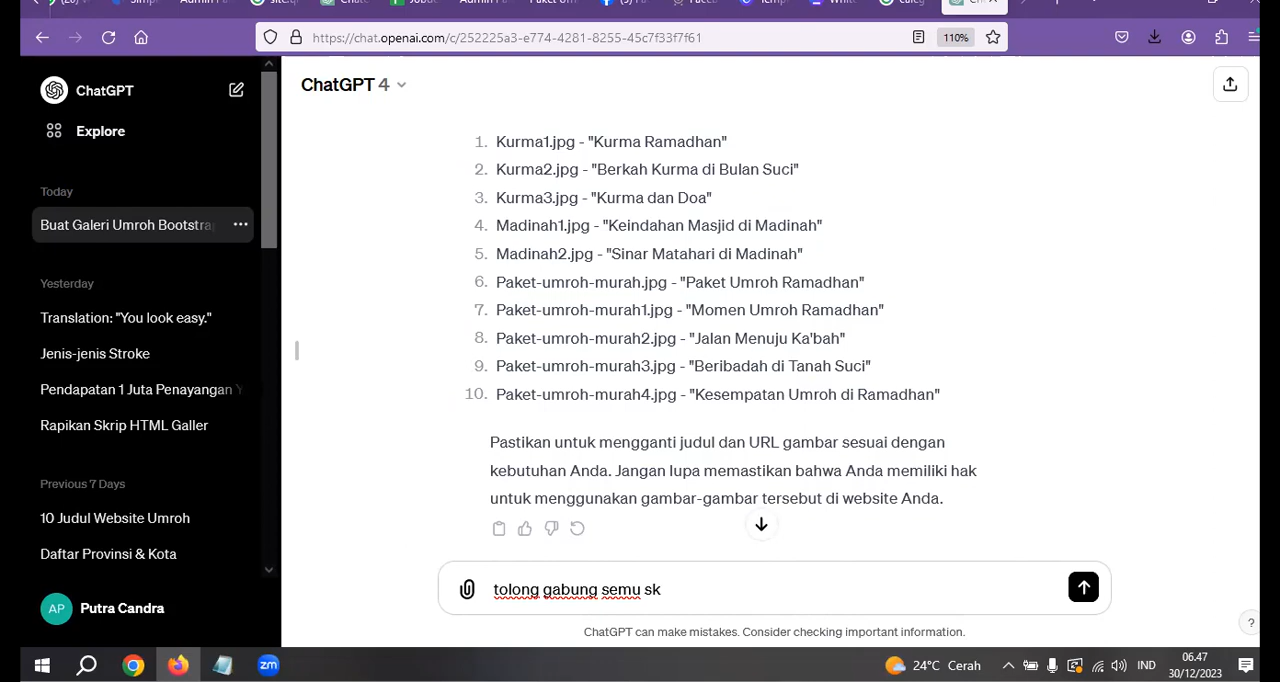 https://chat.openai.com/c/252225a3-e774-4281-8255-45c7f33f7f61
110%
ChatGPT
Explore
Today
Buat Galeri Umroh Bootstra
Yesterday
Translation: "You look easy."
Jenis-jenis Stroke
Pendapatan 1 Juta Penayangan
Rapikan Skrip HTML Galler
Previous 7 Days
10 Judul Website Umroh
Daftar Provinsi & Kota
AP Putra Candra
ChatGPT 4
1. Kurma1.jpg - "Kurma Ramadhan"
2. Kurma2.jpg - "Berkah Kurma di Bulan Suci"
3. Kurma3.jpg - "Kurma dan Doa"
4. Madinah1.jpg - "Keindahan Masjid di Madinah"
5. Madinah2.jpg - "Sinar Matahari di Madinah"
6. Paket-umroh-murah.jpg - "Paket Umroh Ramadhan"
7. Paket-umroh-murah1.jpg - "Momen Umroh Ramadhan"
8. Paket-umroh-murah2.jpg - "Jalan Menuju Ka'bah"
9. Paket-umroh-murah3.jpg - "Beribadah di Tanah Suci"
10. Paket-umroh-murah4.jpg - "Kesempatan Umroh di Ramadhan"
Pastikan untuk mengganti judul dan URL gambar sesuai dengan
kebutuhan Anda. Jangan lupa memastikan bahwa Anda memiliki hak
untuk menggunakan gambar-gambar tersebut di website Anda.
tolong gabung semu sk
ChatGPT can make mistakes. Consider checking important information.
?
zm
24°C Cerah
IND
06.47
30/12/2023